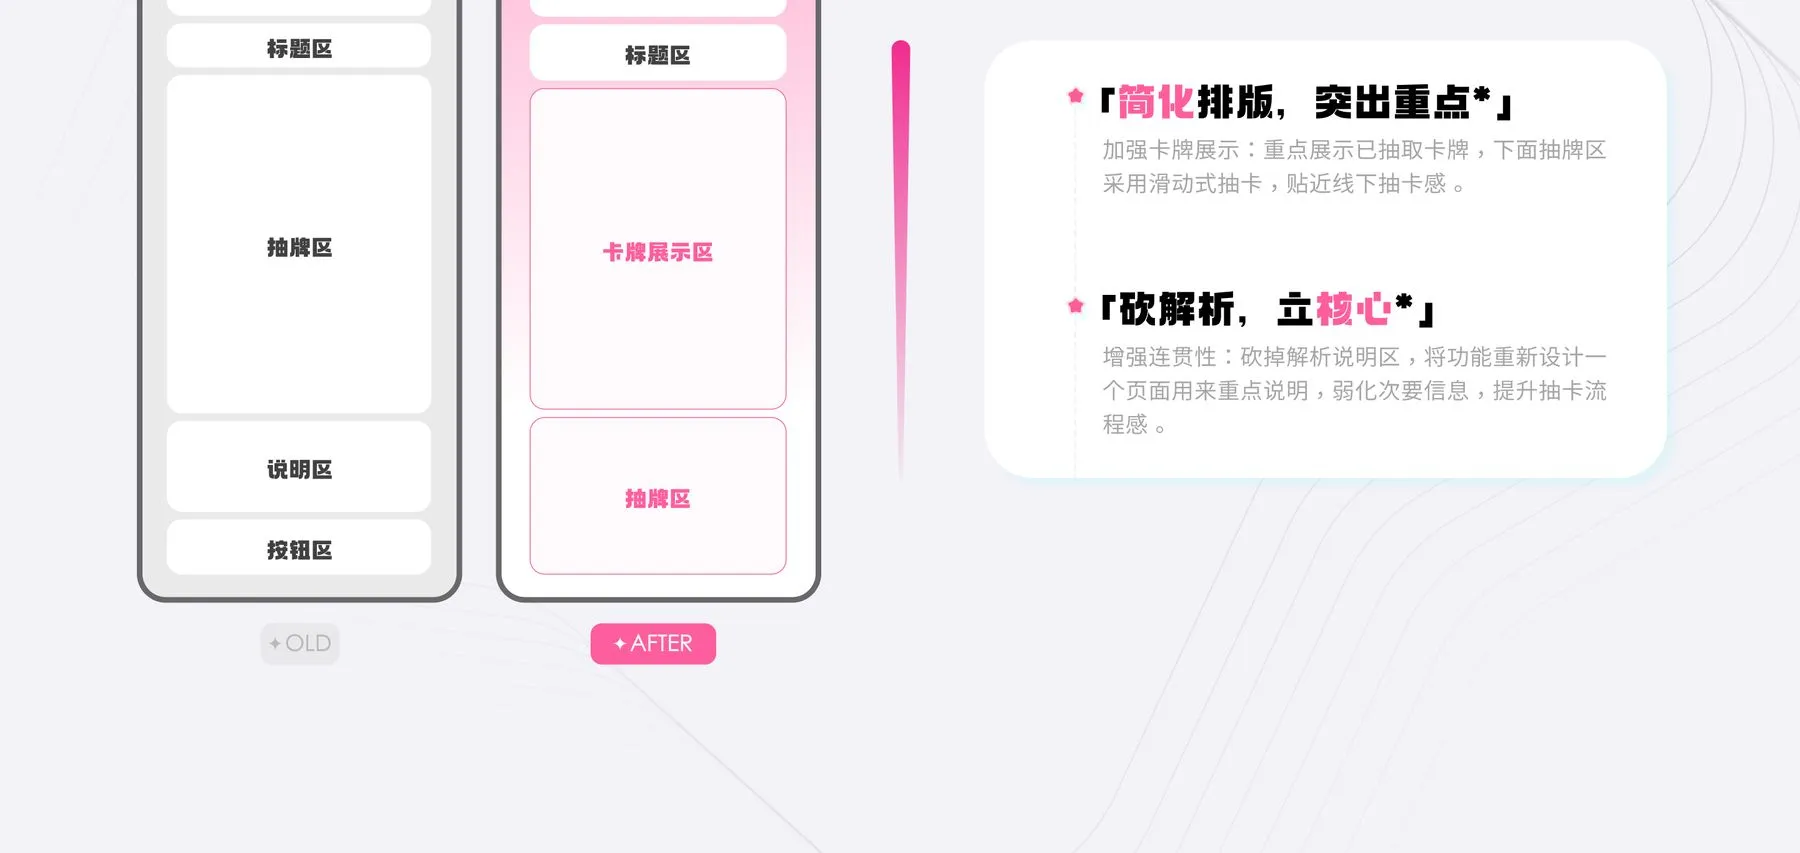 标题区
抽牌区
说明区
按钮区
✦OLD
标题区
卡牌展示区
抽牌区
✦AFTER
「简化排版，突出重点*」
加强卡牌展示：重点展示已抽取卡牌，下面抽牌区
采用滑动式抽卡，贴近线下抽卡感。
「砍解析，立核心*」
增强连贯性：砍掉解析说明区，将功能重新设计一
个页面用来重点说明，弱化次要信息，提升抽卡流
程感。